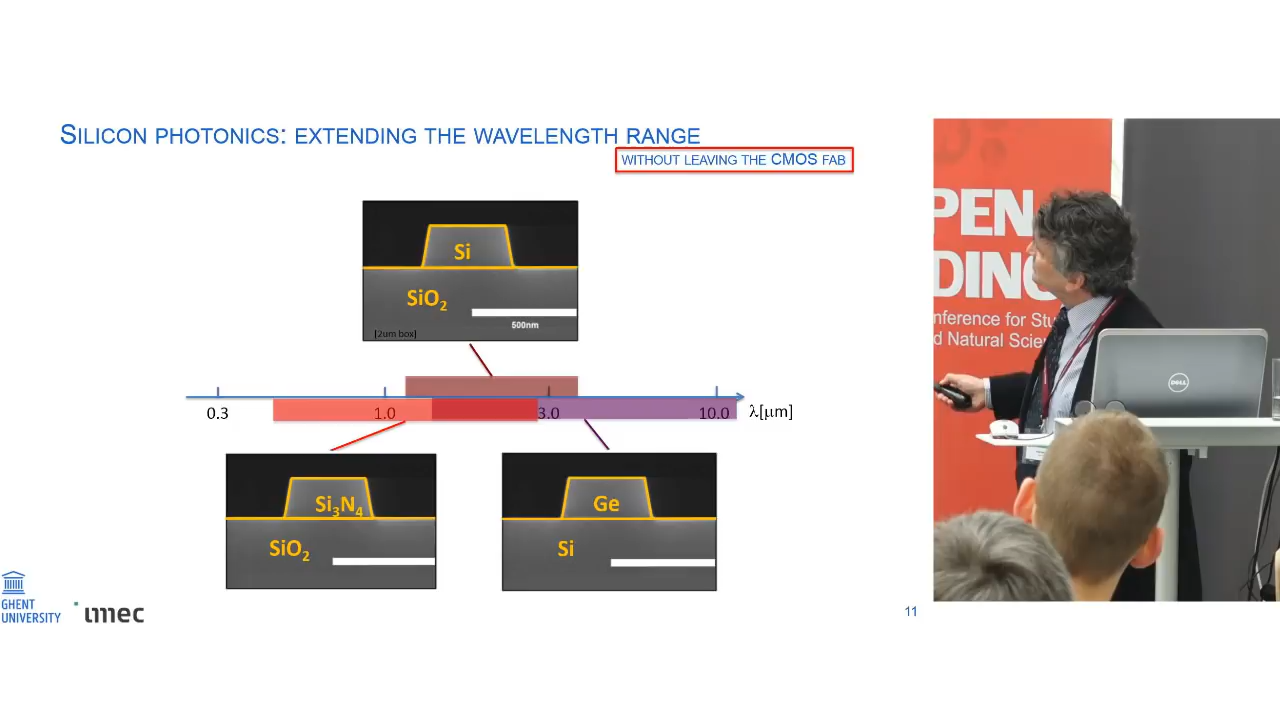 SILICON PHOTONICS: EXTENDING THE WAVELENGTH RANGE
WITHOUT LEAVING THE CMOS FAB
Si
SiO2
500nm
[2um box]
0.3
1.0
3.0
10.0
λ[μm]
Si3N4
SiO2
Ge
Si
GHENT
UNIVERSITY
imec
11
PEN
DING
nference for Stu
d Natural Scie
DELL